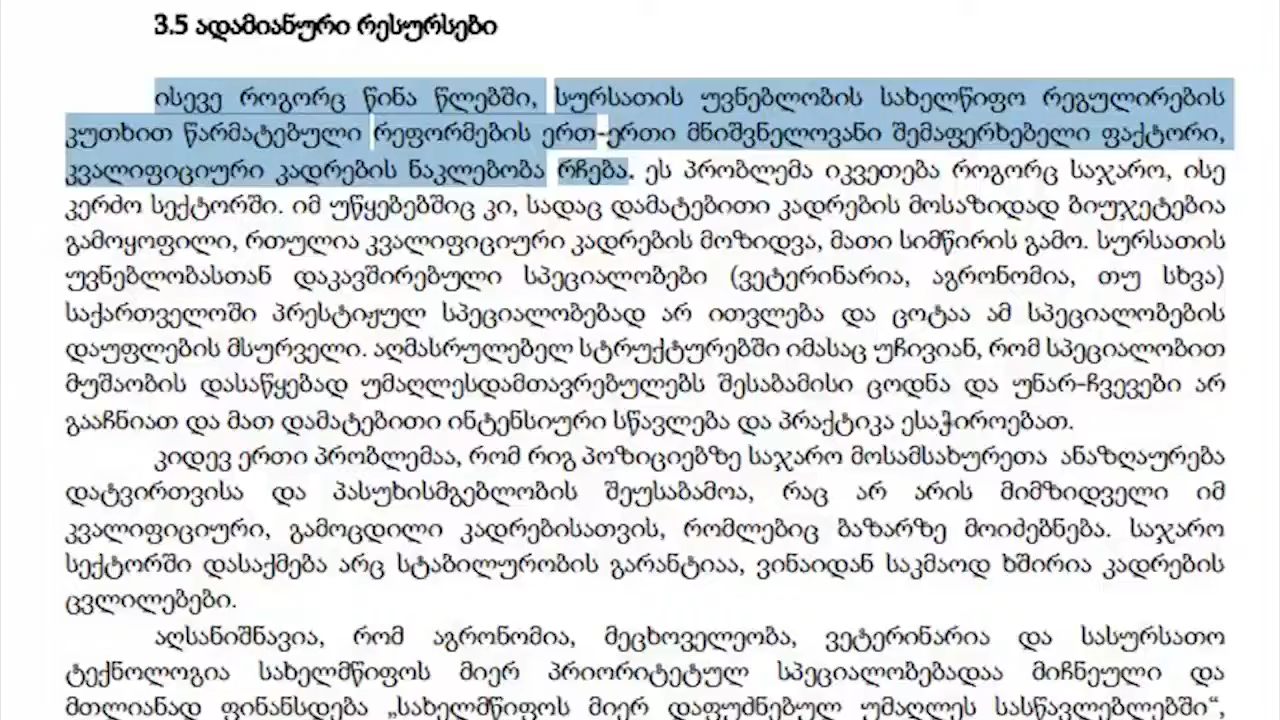 3.5 ადამიანური რესურსები
ისევე როგორც წინა წლებში, სურსათის უვნებლობის სახელწიფო რეგულირების
კუთხით წარმატებული რეფორმების ერთ-ერთი მნიშვნელოვანი შემაფერხებელი ფაქტორი,
კვალიფიციური კადრების ნაკლებობა რჩება. ეს პრობლემა იკვეთება როგორც საჯარო, ისე
კერძო სექტორში. იმ უწყებებშიც კი, სადაც დამატებითი კადრების მოსაზიდად ბიუჯეტებია
გამოყოფილი, რთულია კვალიფიციური კადრების მოზიდვა, მათი სიმწირის გამო. სურსათის
უვნებლობასთან დაკავშირებული სპეციალობები (ვეტერინარია, აგრონომია, თუ სხვა)
საქართველოში პრესტიჟულ სპეციალობებად არ ითვლება და ცოტაა ამ სპეციალობების
დაუფლების მსურველი. აღმასრულებელ სტრუქტურებში იმასაც უჩივიან, რომ სპეციალობით
მუშაობის დასაწყებად უმაღლესდამთავრებულებს შესაბამისი ცოდნა და უნარ-ჩვევები არ
გააჩნიათ და მათ დამატებითი ინტენსიური სწავლება და პრაქტიკა ესაჭიროებათ.
კიდევ ერთი პრობლემაა, რომ რიგ პოზიციებზე საჯარო მოსამსახურეთა ანაზღაურება
დატვირთვისა და პასუხისმგებლობის შეუსაბამოა, რაც არ არის მიმზიდველი იმ
კვალიფიციური, გამოცდილი კადრებისათვის, რომლებიც ბაზარზე მოიძებნება. საჯარო
სექტორში დასაქმება არც სტაბილურობის გარანტიაა, ვინაიდან საკმაოდ ხშირია კადრების
ცვლილებები.
აღსანიშნავია, რომ აგრონომია, მეცხოველეობა, ვეტერინარია და სასურსათო
ტექნოლოგია სახელმწიფოს მიერ პრიორიტეტულ სპეციალობებადაა მიჩნეული და
მთლიანად ფინანსდება „სახელმწიფოს მიერ დაფუძნებულ უმაღლეს სასწავლებლებში“,